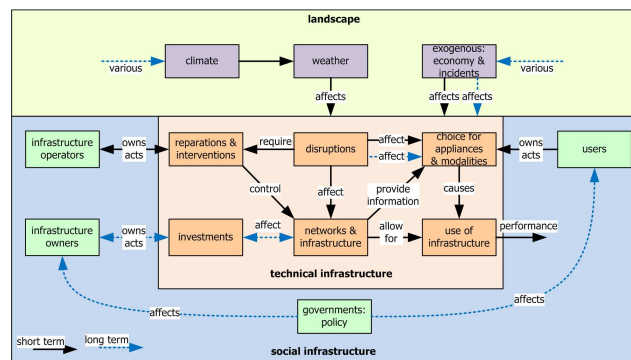 landscape
various
climate
weather
exogenous:
economy &
incidents
various
affects
affects
affects
infrastructure
operators
owns
acts
reparations &
interventions
require
disruptions
affect
affect
choice for
appliances
& modalities
owns
acts
users
control
affect
provide
information
causes
infrastructure
owners
owns
acts
investments
affect
networks &
infrastructure
allow
for
use of
infrastructure
performance
technical infrastructure
affects
governments:
policy
affects
short term
long term
social infrastructure